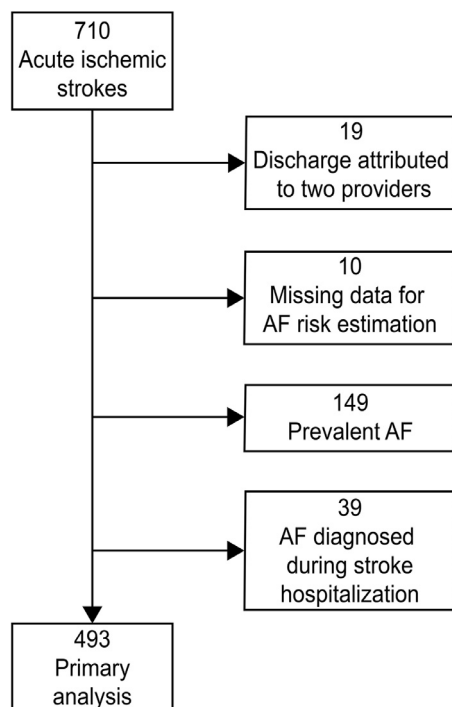 710
Acute ischemic
strokes
19
Discharge attributed
to two providers
10
Missing data for
AF risk estimation
149
Prevalent AF
39
AF diagnosed
during stroke
hospitalization
493
Primary
analysis